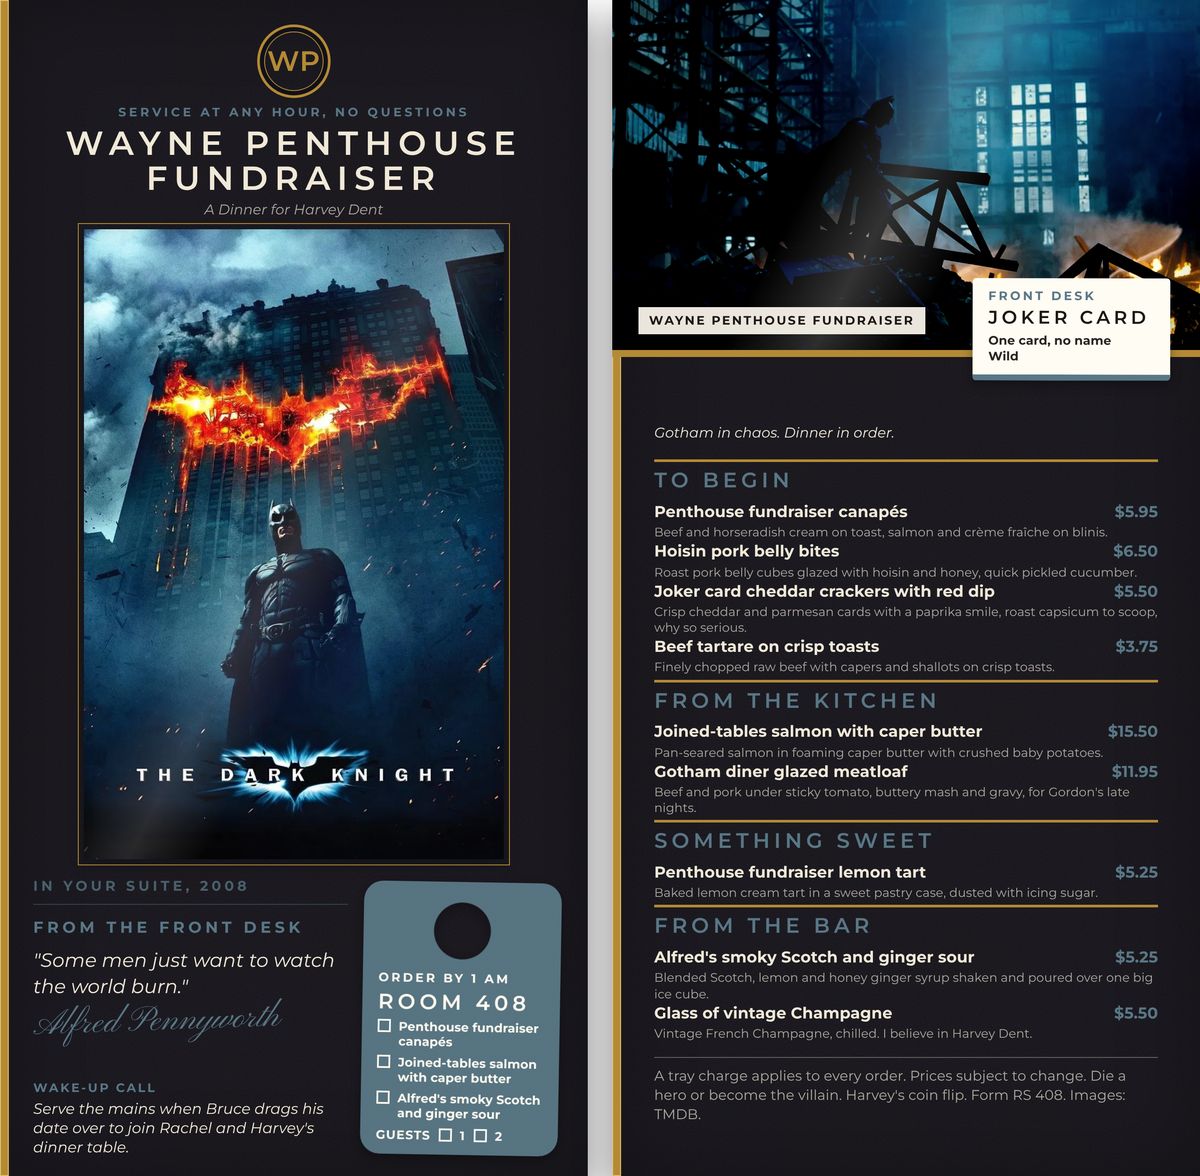 WP
SERVICE AT ANY HOUR, NO QUESTIONS
WAYNE PENTHOUSE
FUNDRAISER
A Dinner for Harvey Dent
THE DARK KNIGHT
IN YOUR SUITE, 2008
FROM THE FRONT DESK
"Some men just want to watch
the world burn."
Alfred Pennyworth
WAKE-UP CALL
Serve the mains when Bruce drags his
date over to join Rachel and Harvey's
dinner table.
ORDER BY 1 AM
ROOM 408
Penthouse fundraiser
canapés
Joined-tables salmon
with caper butter
Alfred's smoky Scotch
and ginger sour
GUESTS 1 2
WAYNE PENTHOUSE FUNDRAISER
FRONT DESK
JOKER CARD
One card, no name
Wild
Gotham in chaos. Dinner in order.
TO BEGIN
Penthouse fundraiser canapés $5.95
Beef and horseradish cream on toast, salmon and crème fraîche on blinis.
Hoisin pork belly bites $6.50
Roast pork belly cubes glazed with hoisin and honey, quick pickled cucumber.
Joker card cheddar crackers with red dip $5.50
Crisp cheddar and parmesan cards with a paprika smile, roast capsicum to scoop,
why so serious.
Beef tartare on crisp toasts $3.75
Finely chopped raw beef with capers and shallots on crisp toasts.
FROM THE KITCHEN
Joined-tables salmon with caper butter $15.50
Pan-seared salmon in foaming caper butter with crushed baby potatoes.
Gotham diner glazed meatloaf $11.95
Beef and pork under sticky tomato, buttery mash and gravy, for Gordon's late
nights.
SOMETHING SWEET
Penthouse fundraiser lemon tart $5.25
Baked lemon cream tart in a sweet pastry case, dusted with icing sugar.
FROM THE BAR
Alfred's smoky Scotch and ginger sour $5.25
Blended Scotch, lemon and honey ginger syrup shaken and poured over one big
ice cube.
Glass of vintage Champagne $5.50
Vintage French Champagne, chilled. I believe in Harvey Dent.
A tray charge applies to every order. Prices subject to change. Die a
hero or become the villain. Harvey's coin flip. Form RS 408. Images:
TMDB.